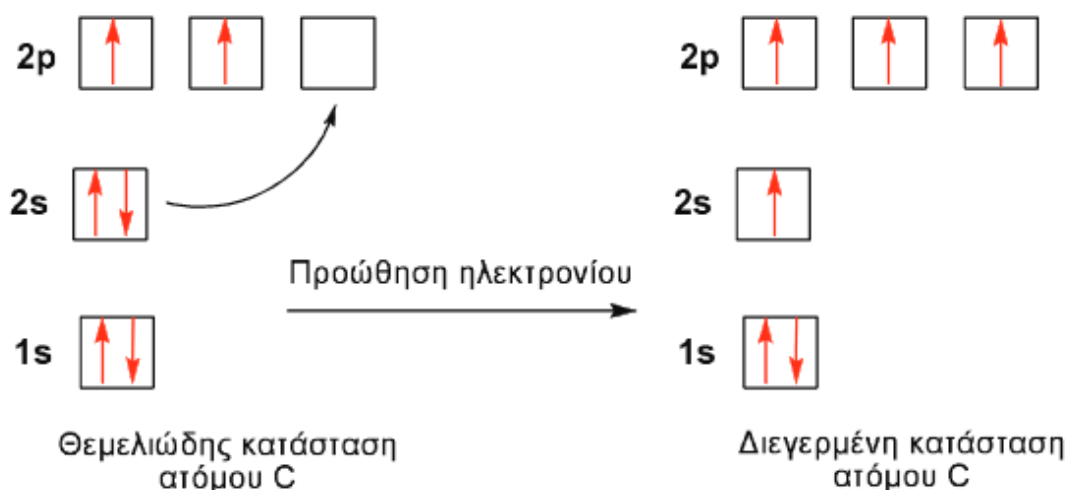 2p
2p
2s
2s
Προώθηση ηλεκτρονίου
1s
1s
Θεμελιώδης κατάσταση
ατόμου C
Διεγερμένη κατάσταση
ατόμου C